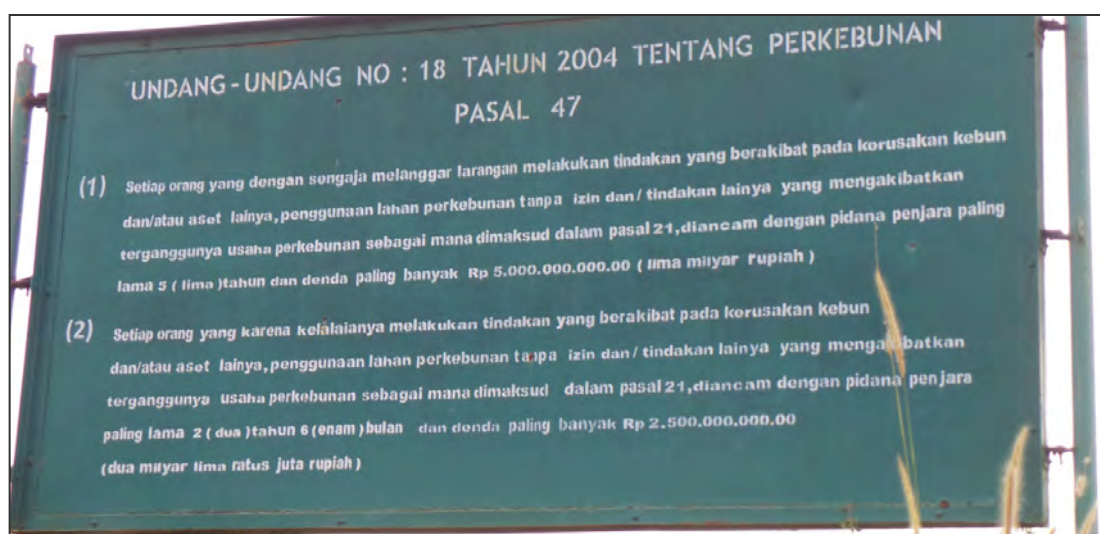 UNDANG-UNDANG NO : 18 TAHUN 2004 TENTANG PERKEBUNAN
PASAL 47
(1) Setiap orang yang dengan sengaja melanggar larangan melakukan tindakan yang berakibat pada kerusakan kebun
dan/atau aset lainya, penggunaan lahan perkebunan tanpa izin dan/ tindakan lainya yang mengakibatkan
terganggunya usaha perkebunan sebagai mana dimaksud dalam pasal 21, diancam dengan pidana penjara paling
lama 5 ( lima )tahun dan denda paling banyak Rp 5.000.000.000.00 ( lima milyar rupiah )
(2) Setiap orang yang karena kelalaianya melakukan tindakan yang berakibat pada kerusakan kebun
dan/atau aset lainya, penggunaan lahan perkebunan tanpa izin dan/ tindakan lainya yang mengakibatkan
terganggunya usaha perkebunan sebagai mana dimaksud dalam pasal 21, diancam dengan pidana penjara
paling lama 2 ( dua )tahun 6 (enam )bulan dan denda paling banyak Rp 2.500.000.000.00
(dua milyar lima ratus juta rupiah )